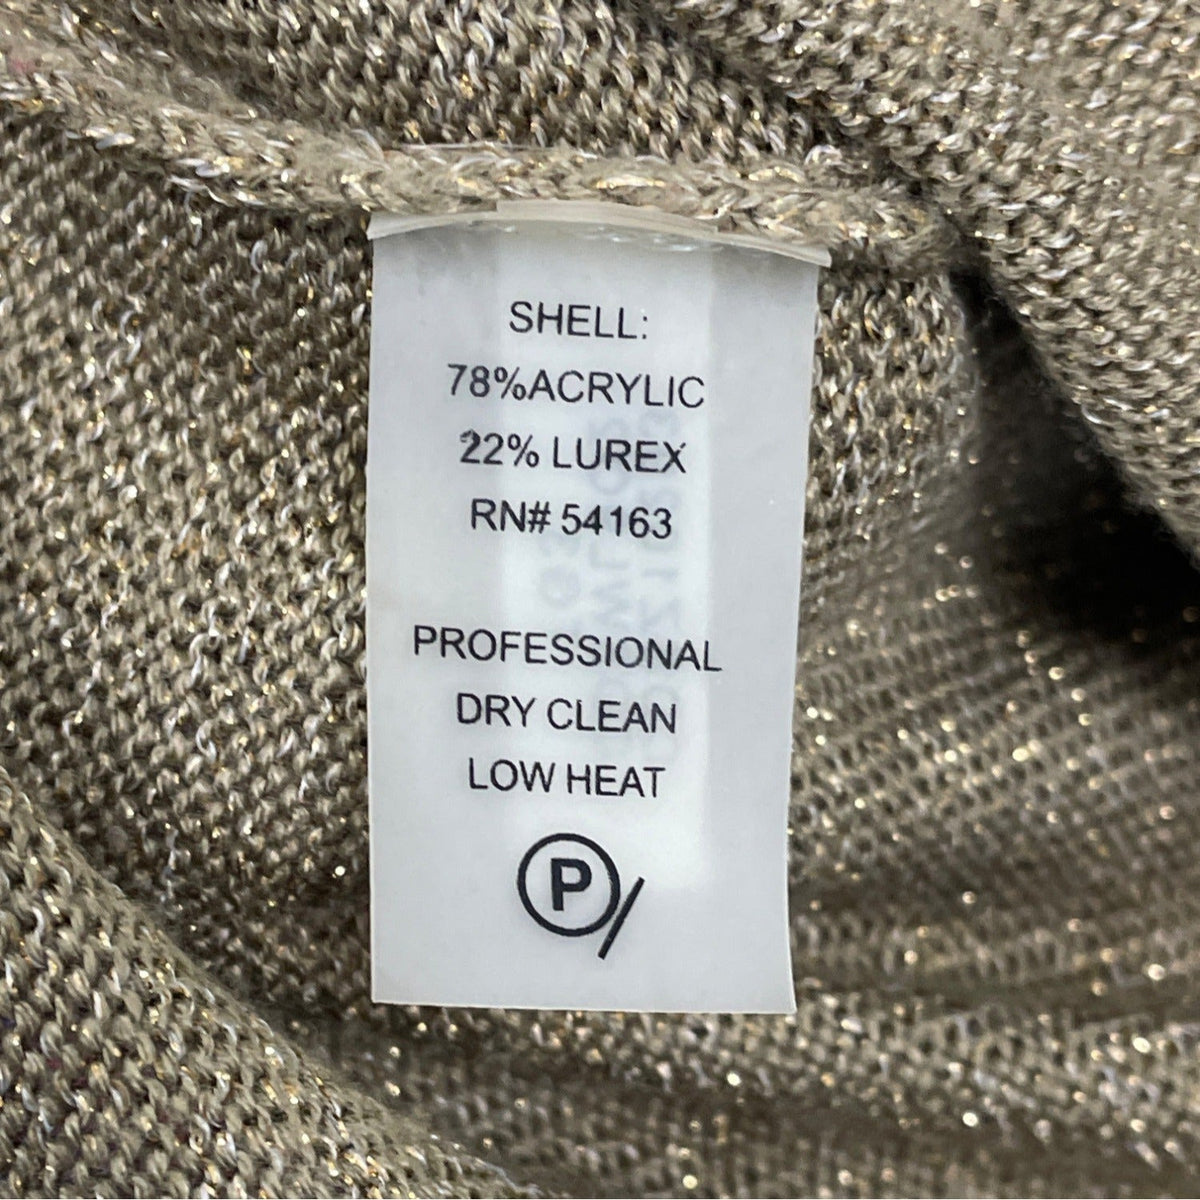 SHELL:
78%ACRYLIC
22% LUREX
RN# 54163
PROFESSIONAL
DRY CLEAN
LOW HEAT
P